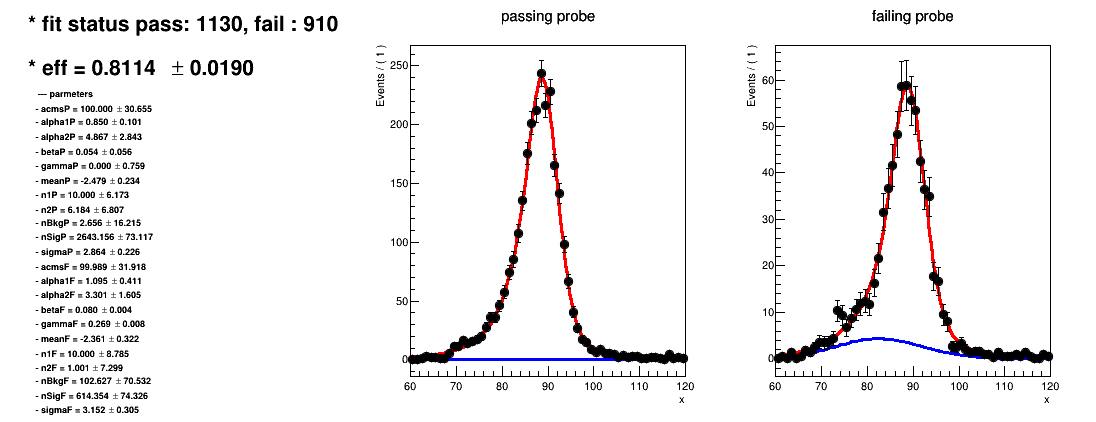 * fit status pass: 1130, fail : 910
* eff = 0.8114 ± 0.0190
--- parmeters
- acmsP = 100.000 ± 30.655
- alpha1P = 0.850 ± 0.101
- alpha2P = 4.867 ± 2.843
- betaP = 0.054 ± 0.056
- gammaP = 0.000 ± 0.759
- meanP = -2.479 ± 0.234
- n1P = 10.000 ± 6.173
- n2P = 6.184 ± 6.807
- nBkgP = 2.656 ± 16.215
- nSigP = 2643.156 ± 73.117
- sigmaP = 2.864 ± 0.226
- acmsF = 99.989 ± 31.918
- alpha1F = 1.095 ± 0.411
- alpha2F = 3.301 ± 1.605
- betaF = 0.080 ± 0.004
- gammaF = 0.269 ± 0.008
- meanF = -2.361 ± 0.322
- n1F = 10.000 ± 8.785
- n2F = 1.001 ± 7.299
- nBkgF = 102.627 ± 70.532
- nSigF = 614.354 ± 74.326
- sigmaF = 3.152 ± 0.305
passing probe
Events / ( 1 )
250
200
150
100
50
0
60 70 80 90 100 110 120
x
failing probe
Events / ( 1 )
60
50
40
30
20
10
0
60 70 80 90 100 110 120
x